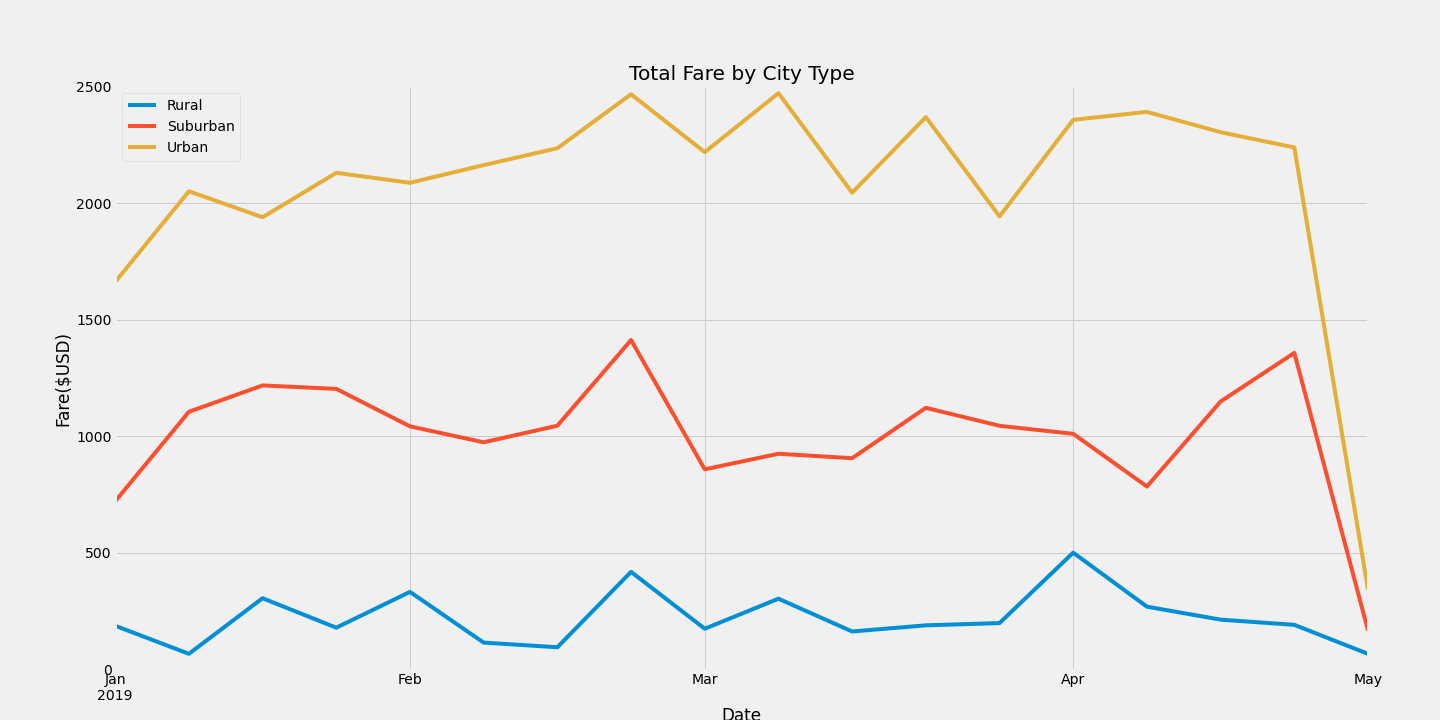 Total Fare by City Type
Rural
Suburban
Urban
Fare($USD)
2500
2000
1500
1000
500
0
Jan Feb Mar Apr May
2019
Date